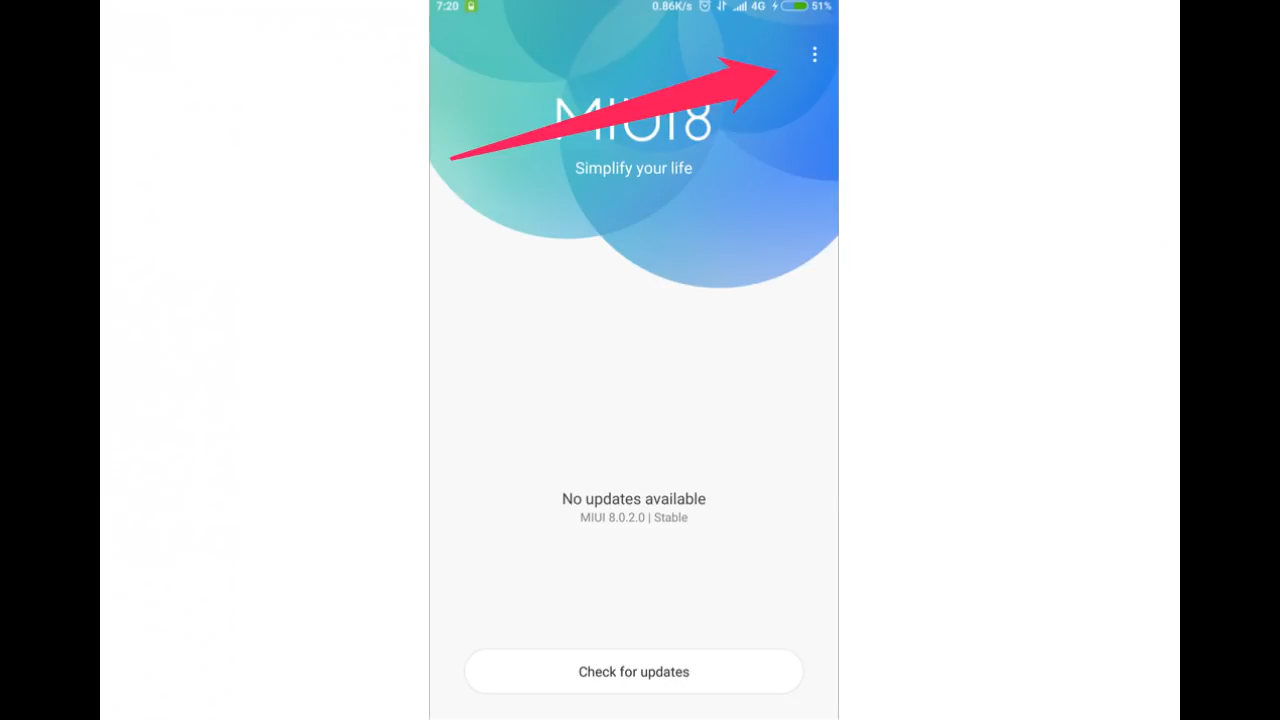 7:20 0.86K/s 4G 51%
MIUI8
Simplify your life
No updates available
MIUI 8.0.2.0 | Stable
Check for updates